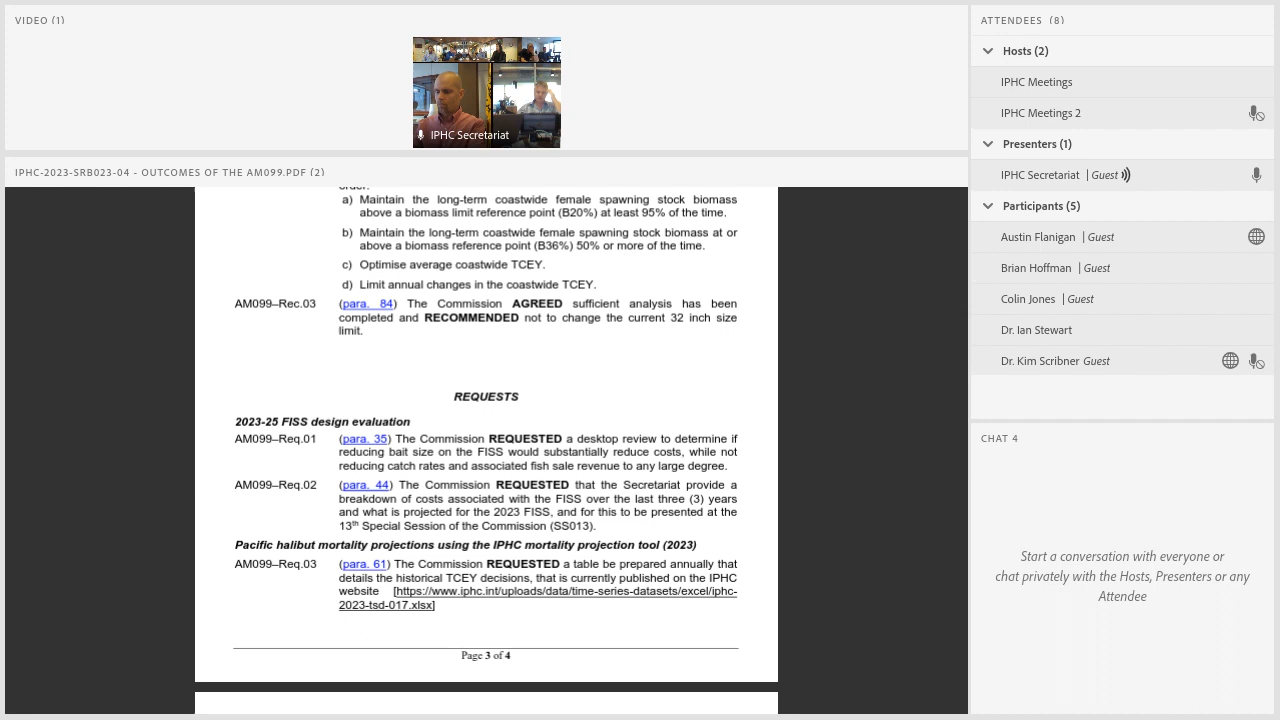 VIDEO (1)
IPHC Secretariat
IPHC-2023-SRB023-04 - OUTCOMES OF THE AM099.PDF (2)
order.
a) Maintain the long-term coastwide female spawning stock biomass
above a biomass limit reference point (B20%) at least 95% of the time.
b) Maintain the long-term coastwide female spawning stock biomass at or
above a biomass reference point (B36%) 50% or more of the time.
c) Optimise average coastwide TCEY.
d) Limit annual changes in the coastwide TCEY.
AM099–Rec.03 (para. 84) The Commission AGREED sufficient analysis has been
completed and RECOMMENDED not to change the current 32 inch size
limit.
REQUESTS
2023-25 FISS design evaluation
AM099–Req.01 (para. 35) The Commission REQUESTED a desktop review to determine if
reducing bait size on the FISS would substantially reduce costs, while not
reducing catch rates and associated fish sale revenue to any large degree.
AM099–Req.02 (para. 44) The Commission REQUESTED that the Secretariat provide a
breakdown of costs associated with the FISS over the last three (3) years
and what is projected for the 2023 FISS, and for this to be presented at the
13th Special Session of the Commission (SS013).
Pacific halibut mortality projections using the IPHC mortality projection tool (2023)
AM099–Req.03 (para. 61) The Commission REQUESTED a table be prepared annually that
details the historical TCEY decisions, that is currently published on the IPHC
website [https://www.iphc.int/uploads/data/time-series-datasets/excel/iphc-
2023-tsd-017.xlsx]
Page 3 of 4
ATTENDEES (8)
Hosts (2)
IPHC Meetings
IPHC Meetings 2
Presenters (1)
IPHC Secretariat | Guest
Participants (5)
Austin Flanigan | Guest
Brian Hoffman | Guest
Colin Jones | Guest
Dr. Ian Stewart
Dr. Kim Scribner Guest
CHAT 4
Start a conversation with everyone or
chat privately with the Hosts, Presenters or any
Attendee